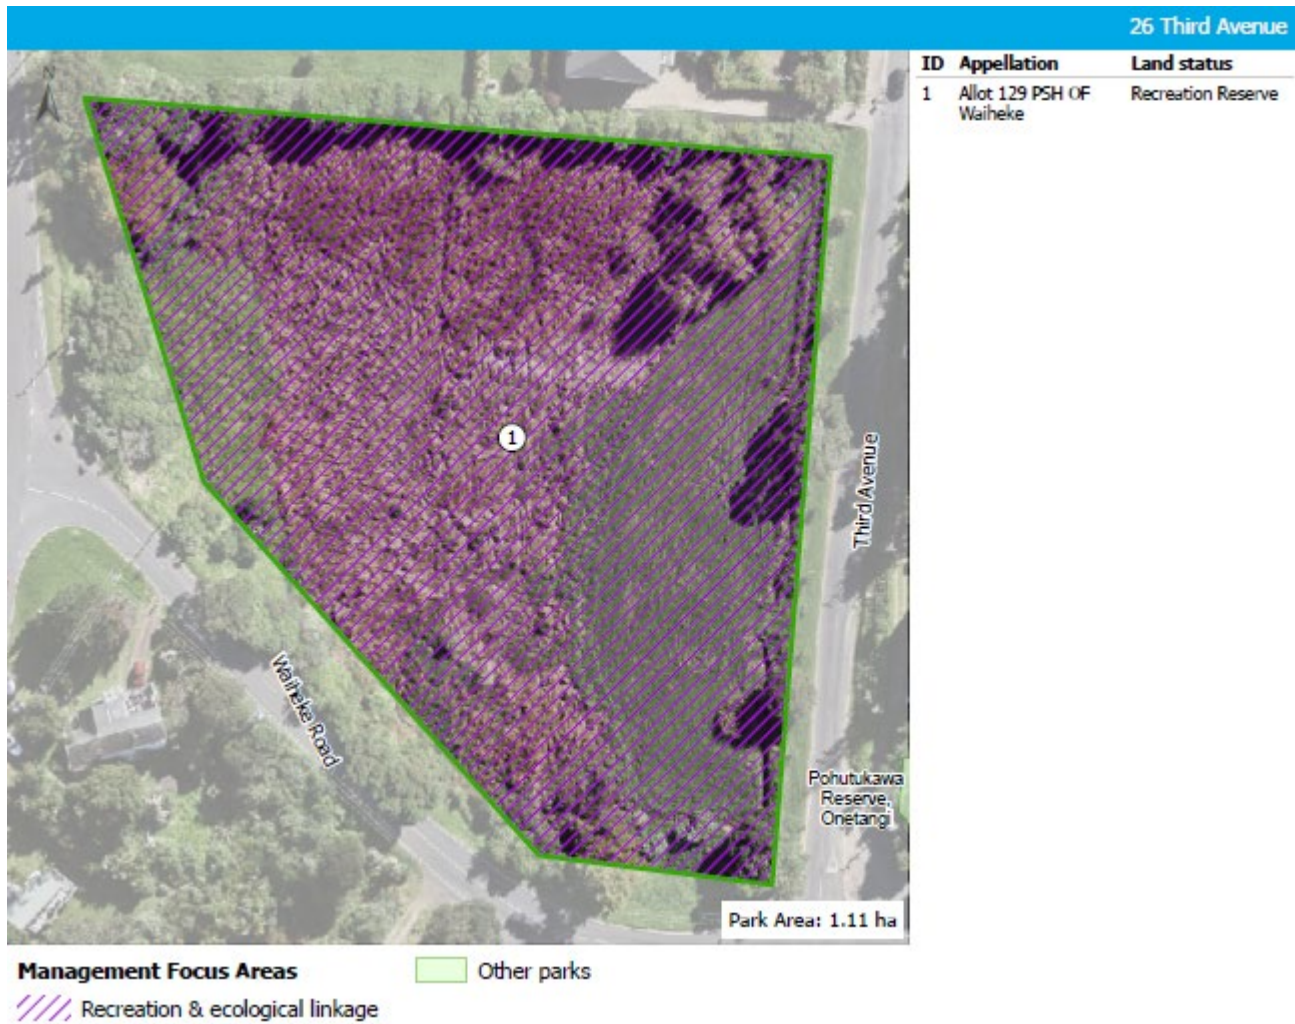 26 Third Avenue
ID Appellation Land status
1 Allot 129 PSH OF Recreation Reserve
Waiheke
N
1
Third Avenue
Waiheke Road
Pohutukawa
Reserve,
Onetangi
Park Area: 1.11 ha
Management Focus Areas
Other parks
Recreation & ecological linkage